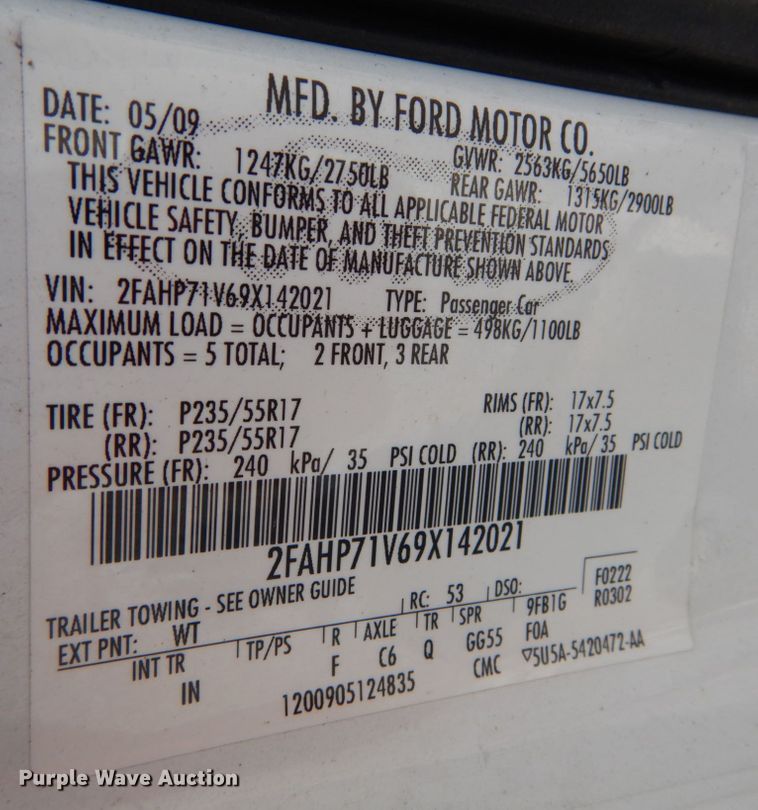 MFD. BY FORD MOTOR CO.
DATE: 05/09
GVWR: 2563KG/5650LB
FRONT GAWR: 1247KG/2750LB
REAR GAWR: 1315KG/2900LB
THIS VEHICLE CONFORMS TO ALL APPLICABLE FEDERAL MOTOR
VEHICLE SAFETY, BUMPER, AND THEFT PREVENTION STANDARDS
IN EFFECT ON THE DATE OF MANUFACTURE SHOWN ABOVE.
VIN: 2FAHP71V69X142021 TYPE: Passenger Car
MAXIMUM LOAD = OCCUPANTS + LUGGAGE = 498KG/1100LB
OCCUPANTS = 5 TOTAL; 2 FRONT, 3 REAR
TIRE (FR): P235/55R17 RIMS (FR): 17x7.5
(RR): P235/55R17 (RR): 17x7.5
PRESSURE (FR): 240 kPa/ 35 PSI COLD (RR): 240 kPa/ 35 PSI COLD
2FAHP71V69X142021
TRAILER TOWING - SEE OWNER GUIDE
EXT PNT: WT RC: 53 DSO: F0222
R0302
INT TR TP/PS R AXLE TR SPR 9FB1G
IN F C6 Q GG55 FOA
1200905124835 CMC ▽5U5A-5420472-AA
Purple Wave Auction